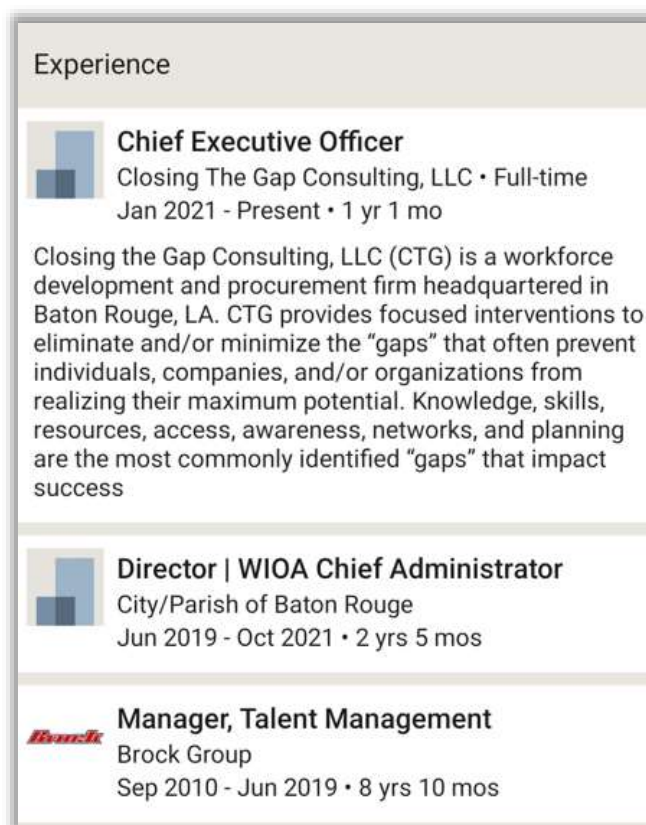 Experience
Chief Executive Officer
Closing The Gap Consulting, LLC • Full-time
Jan 2021 - Present • 1 yr 1 mo
Closing the Gap Consulting, LLC (CTG) is a workforce
development and procurement firm headquartered in
Baton Rouge, LA. CTG provides focused interventions to
eliminate and/or minimize the “gaps” that often prevent
individuals, companies, and/or organizations from
realizing their maximum potential. Knowledge, skills,
resources, access, awareness, networks, and planning
are the most commonly identified “gaps” that impact
success
Director | WIOA Chief Administrator
City/Parish of Baton Rouge
Jun 2019 - Oct 2021 • 2 yrs 5 mos
Brock
Manager, Talent Management
Brock Group
Sep 2010 - Jun 2019 • 8 yrs 10 mos